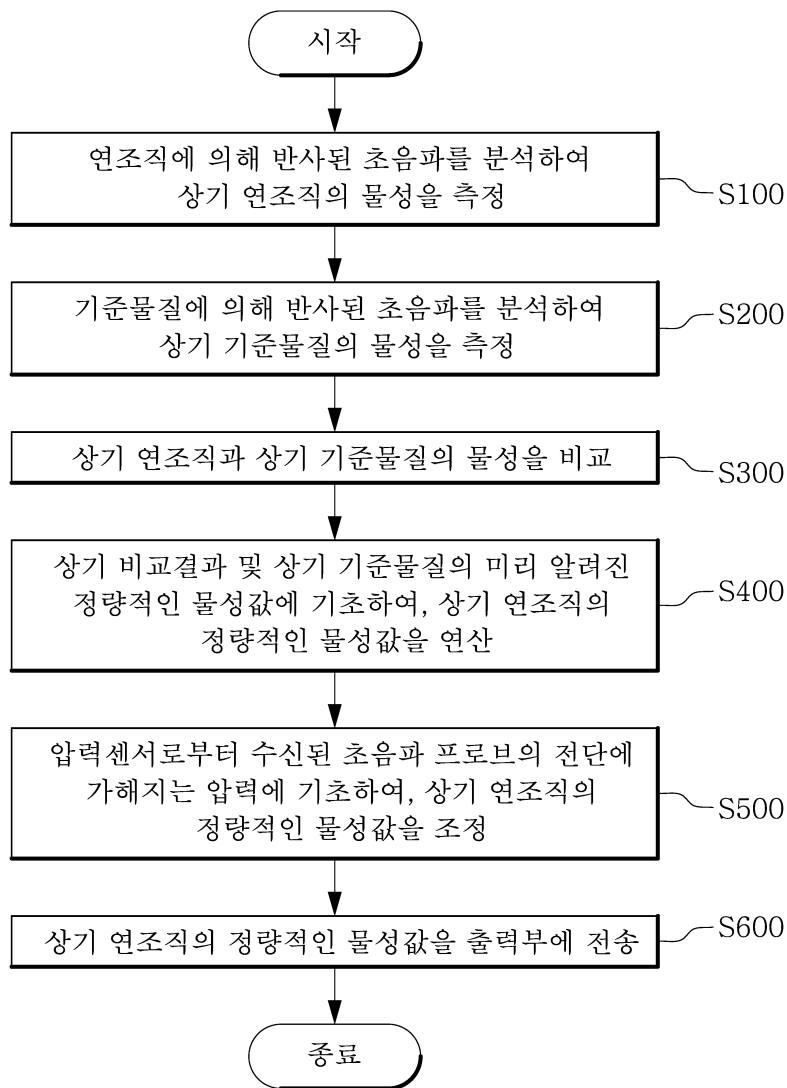 시작
연조직에 의해 반사된 초음파를 분석하여
상기 연조직의 물성을 측정
S100
기준물질에 의해 반사된 초음파를 분석하여
상기 기준물질의 물성을 측정
S200
상기 연조직과 상기 기준물질의 물성을 비교
S300
상기 비교결과 및 상기 기준물질의 미리 알려진
정량적인 물성값에 기초하여, 상기 연조직의
정량적인 물성값을 연산
S400
압력센서로부터 수신된 초음파 프로브의 전단에
가해지는 압력에 기초하여, 상기 연조직의
정량적인 물성값을 조정
S500
상기 연조직의 정량적인 물성값을 출력부에 전송
S600
종료